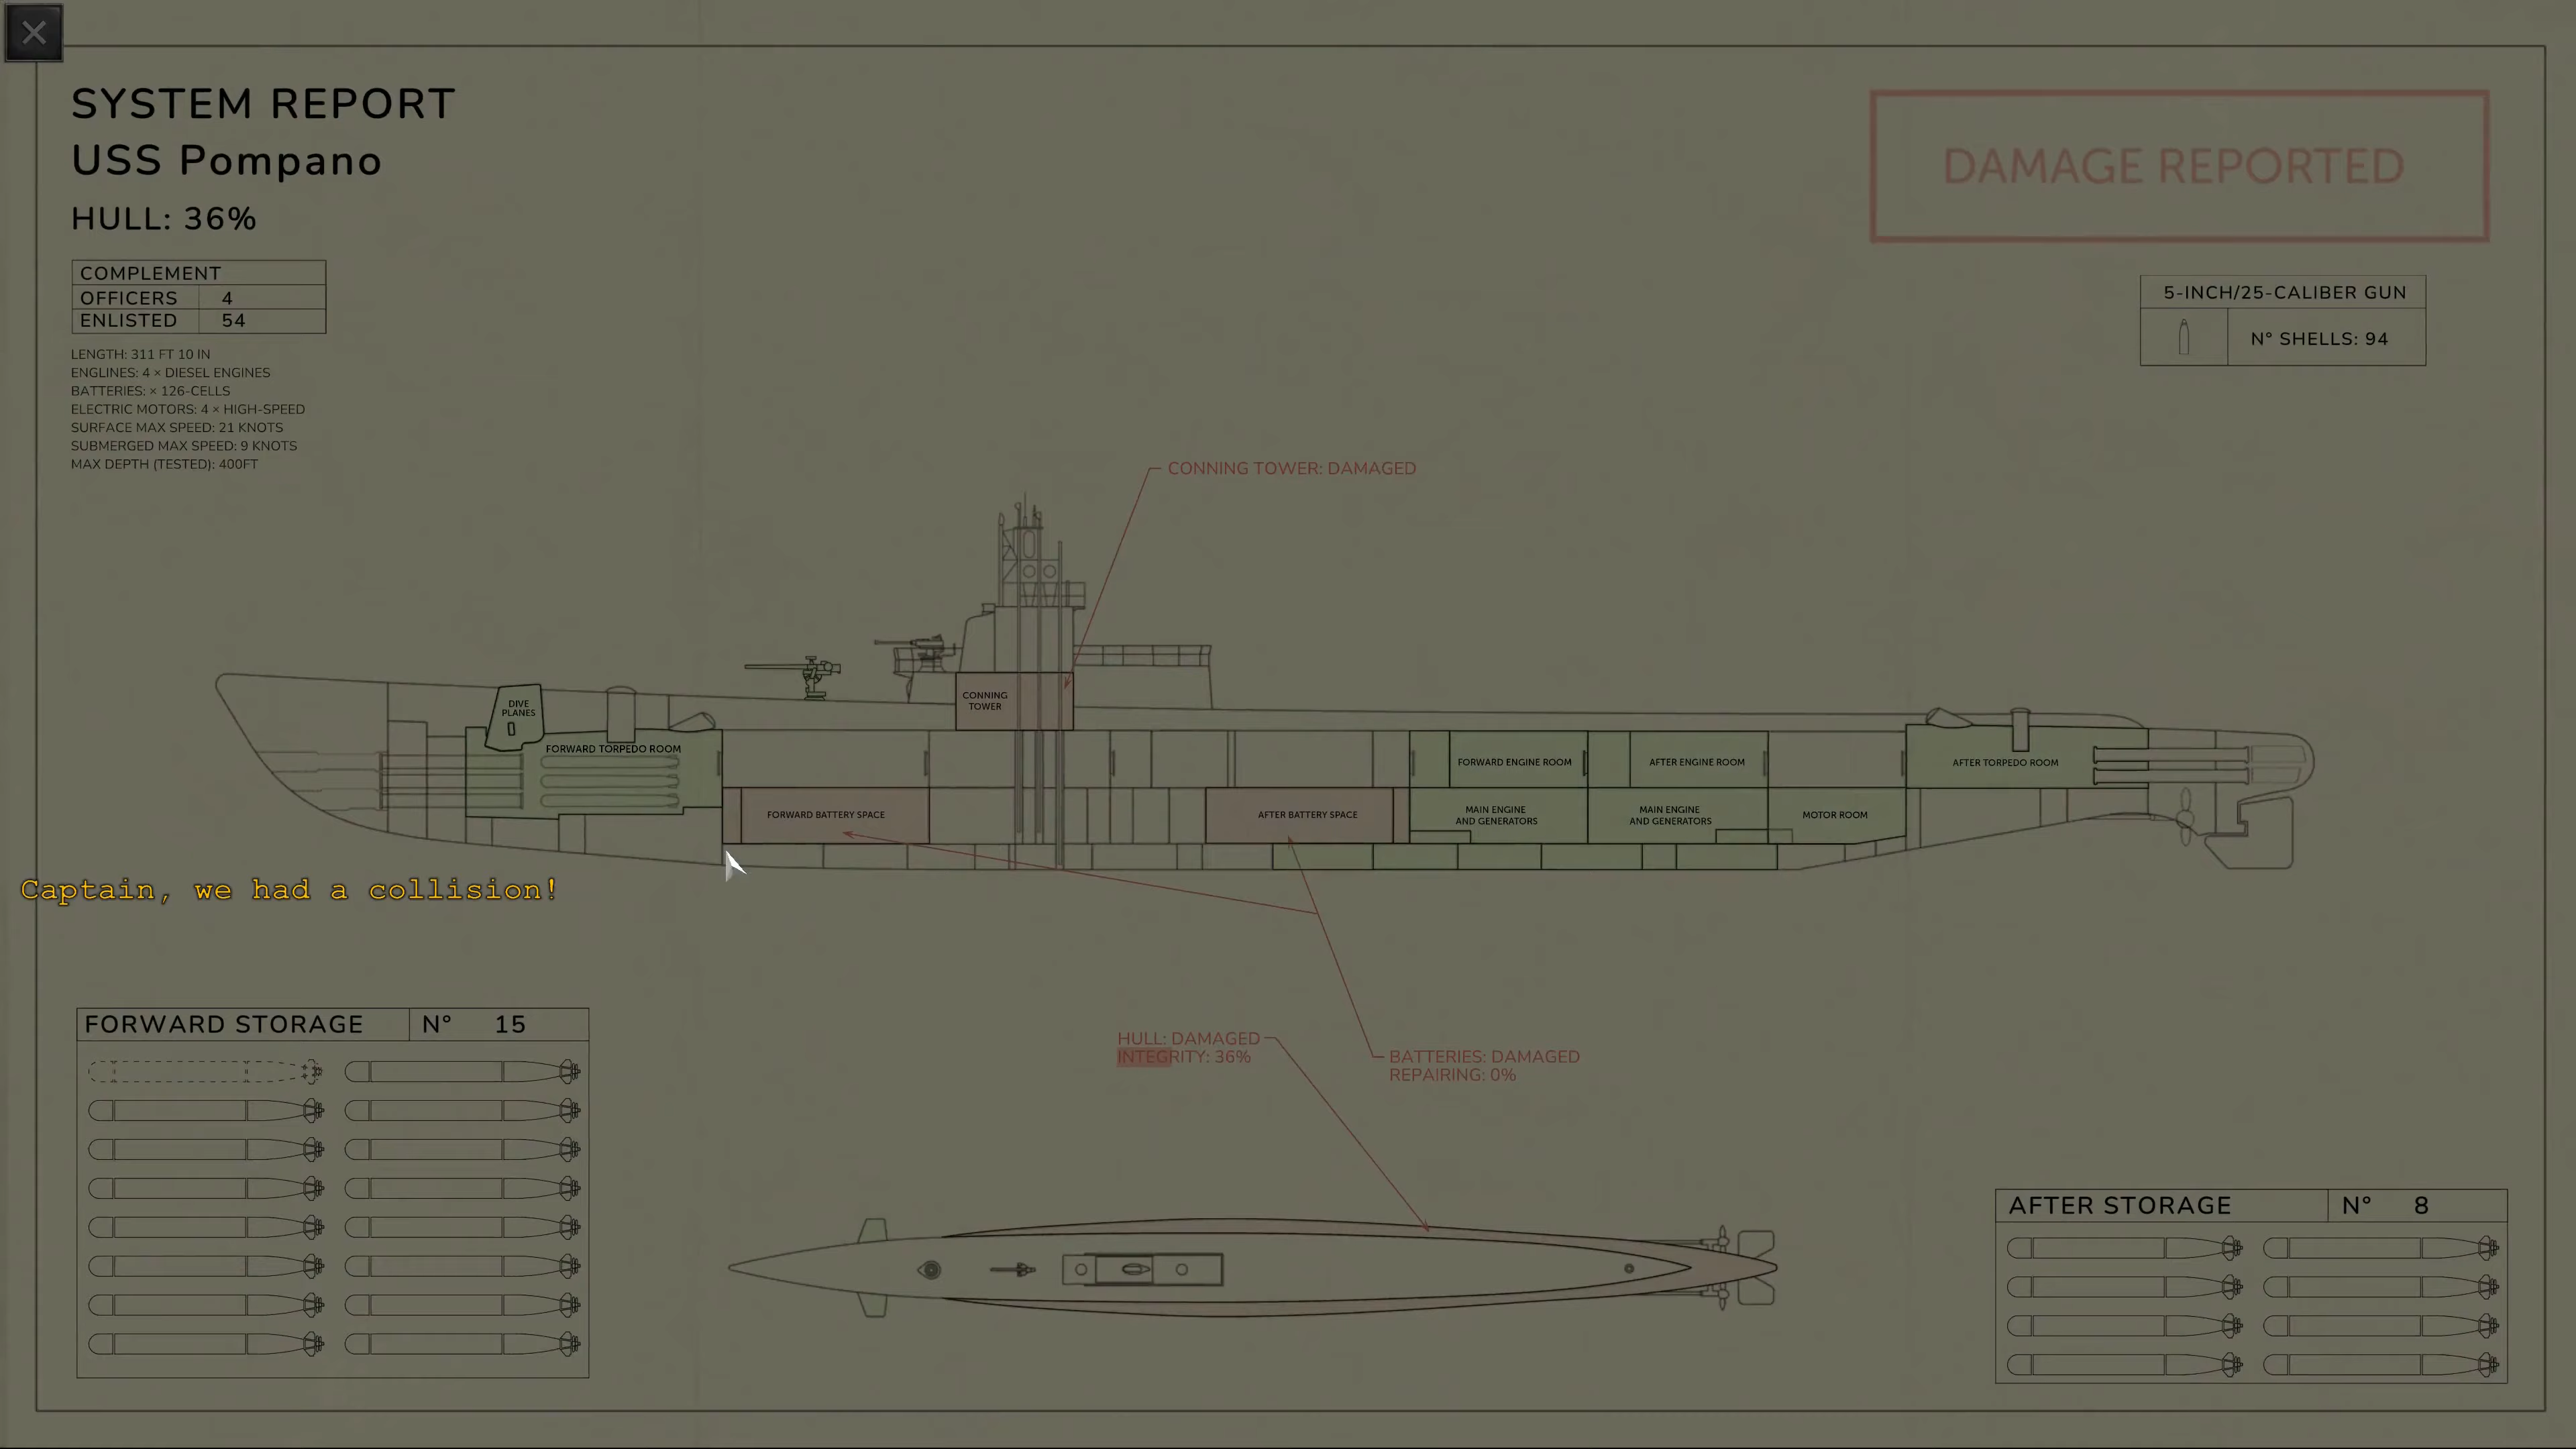 SYSTEM REPORT
USS Pompano
HULL: 36%
DAMAGE REPORTED
COMPLEMENT
OFFICERS 4
ENLISTED 54
5-INCH/25-CALIBER GUN
N° SHELLS: 94
LENGTH: 311 FT 10 IN
ENGLINES: 4 × DIESEL ENGINES
BATTERIES: × 126-CELLS
ELECTRIC MOTORS: 4 × HIGH-SPEED
SURFACE MAX SPEED: 21 KNOTS
SUBMERGED MAX SPEED: 9 KNOTS
MAX DEPTH (TESTED): 400FT
CONNING TOWER: DAMAGED
CONNING
TOWER
DIVE
PLANES
FORWARD TORPEDO ROOM
FORWARD ENGINE ROOM
AFTER ENGINE ROOM
AFTER TORPEDO ROOM
FORWARD BATTERY SPACE
AFTER BATTERY SPACE
MAIN ENGINE
AND GENERATORS
MAIN ENGINE
AND GENERATORS
MOTOR ROOM
Captain, we had a collision!
FORWARD STORAGE N° 15
HULL: DAMAGED
INTEGRITY: 36%
BATTERIES: DAMAGED
REPAIRING: 0%
AFTER STORAGE N° 8